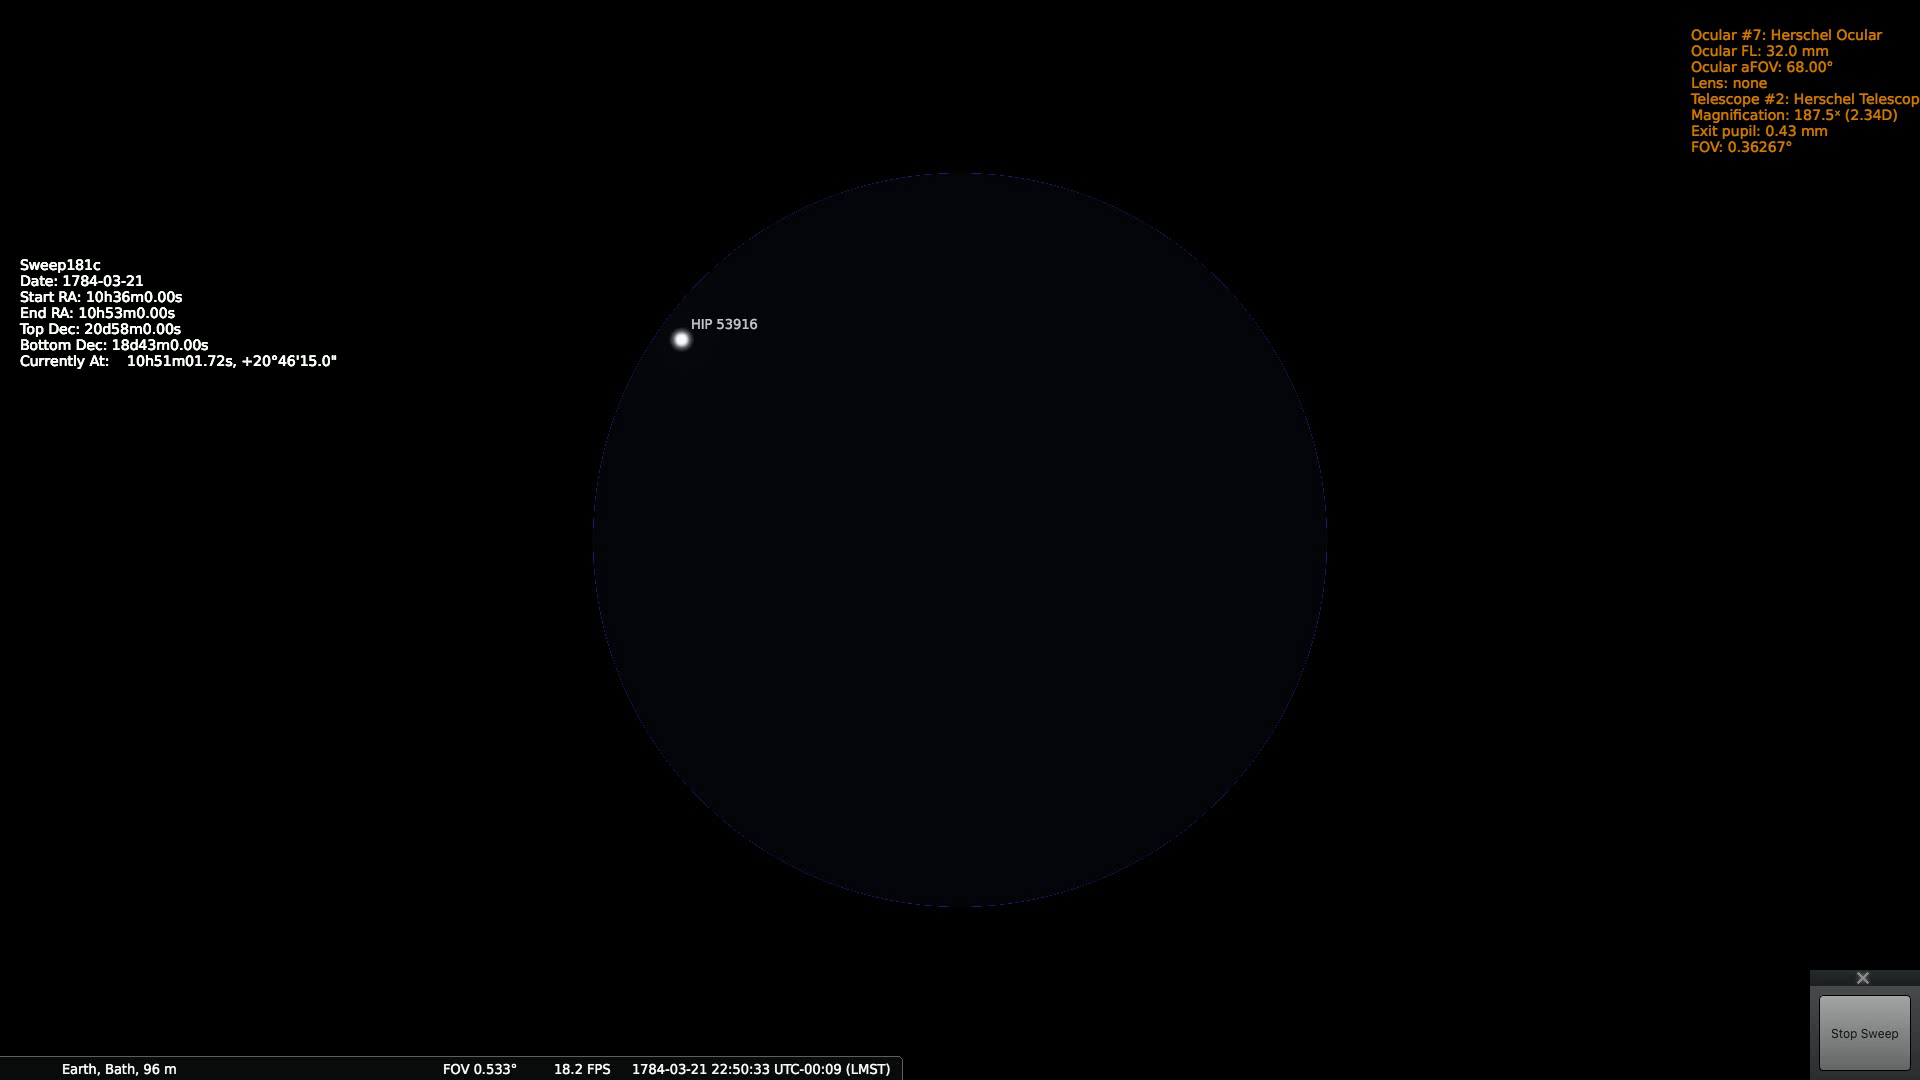 Ocular #7: Herschel Ocular
Ocular FL: 32.0 mm
Ocular aFOV: 68.00°
Lens: none
Telescope #2: Herschel Telescop
Magnification: 187.5ˣ (2.34D)
Exit pupil: 0.43 mm
FOV: 0.36267°
Sweep181c
Date: 1784-03-21
Start RA: 10h36m0.00s
End RA: 10h53m0.00s
Top Dec: 20d58m0.00s
Bottom Dec: 18d43m0.00s
Currently At: 10h51m01.72s, +20°46'15.0"
HIP 53916
Stop Sweep
Earth, Bath, 96 m FOV 0.533° 18.2 FPS 1784-03-21 22:50:33 UTC-00:09 (LMST)